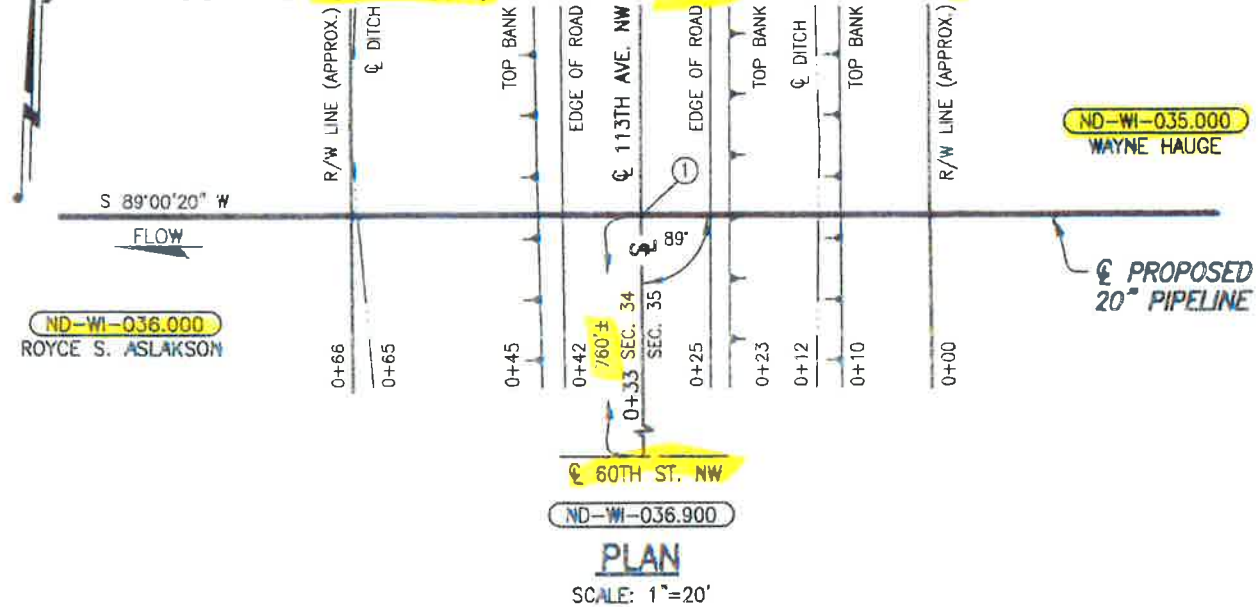 R/W LINE (APPROX.)
℄ DITCH
TOP BANK
EDGE OF ROAD
℄ 113TH AVE. NW
EDGE OF ROAD
TOP BANK
℄ DITCH
TOP BANK
R/W LINE (APPROX.)
ND-WI-035.000
WAYNE HAUGE
1
S 89°00'20" W
FLOW
89°
℄ PROPOSED
20" PIPELINE
ND-WI-036.000
ROYCE S. ASLAKSON
0+66
0+65
0+45
0+42
760'±
0+33 SEC. 34
SEC. 35
0+25
0+23
0+12
0+10
0+00
℄ 60TH ST. NW
ND-WI-036.900
PLAN
SCALE: 1"=20'